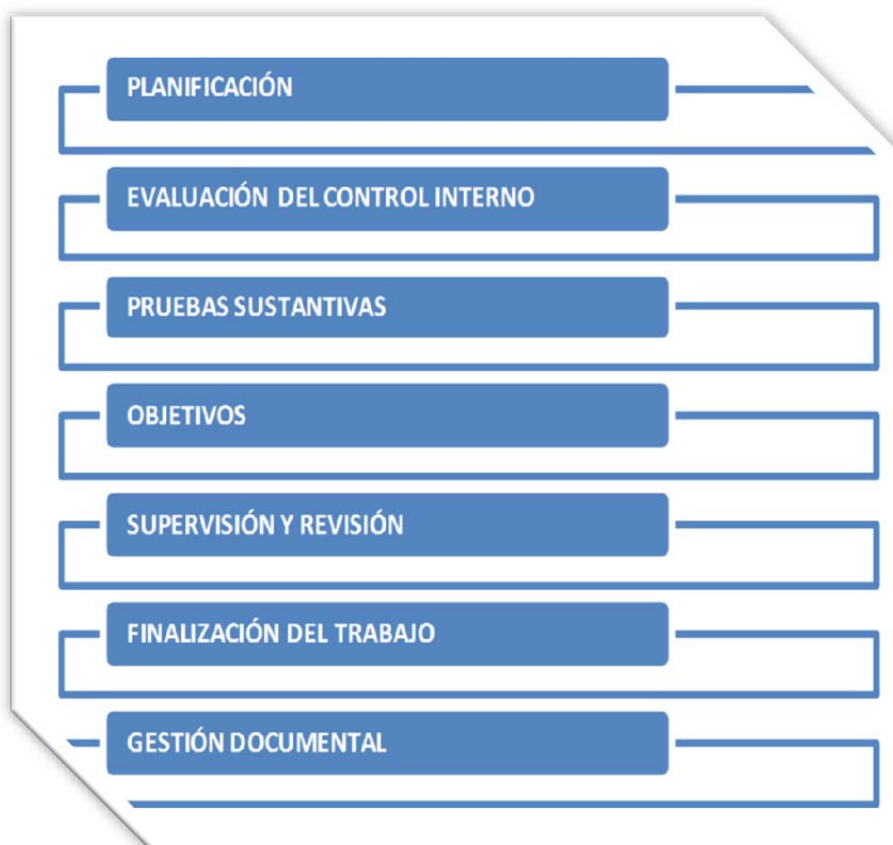 PLANIFICACIÓN
EVALUACIÓN DEL CONTROL INTERNO
PRUEBAS SUSTANTIVAS
OBJETIVOS
SUPERVISIÓN Y REVISIÓN
FINALIZACIÓN DEL TRABAJO
GESTIÓN DOCUMENTAL